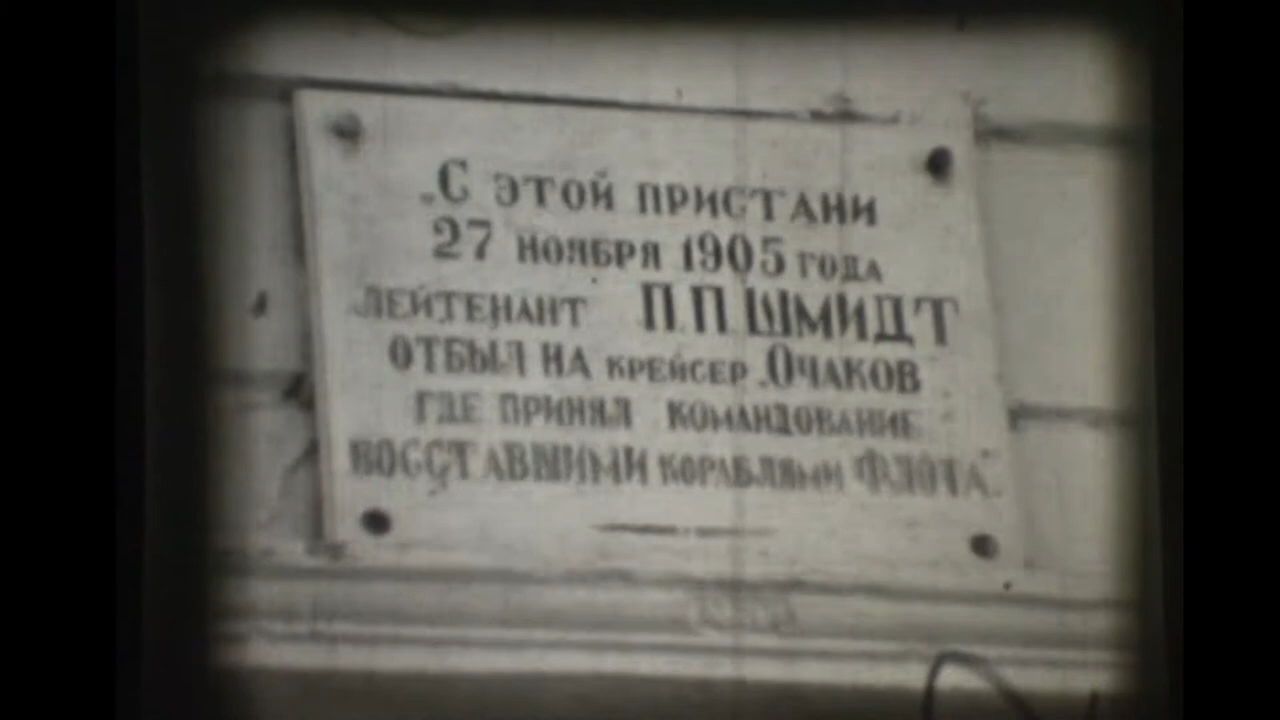 „С ЭТОЙ ПРИСТАНИ
27 НОЯБРЯ 1905 ГОДА
ЛЕЙТЕНАНТ П.П.ШМИДТ
ОТБЫЛ НА КРЕЙСЕР „ОЧАКОВ"
ГДЕ ПРИНЯЛ КОМАНДОВАНИЕ
ВОССТАВШИМИ КОРАБЛЯМИ ФЛОТА".